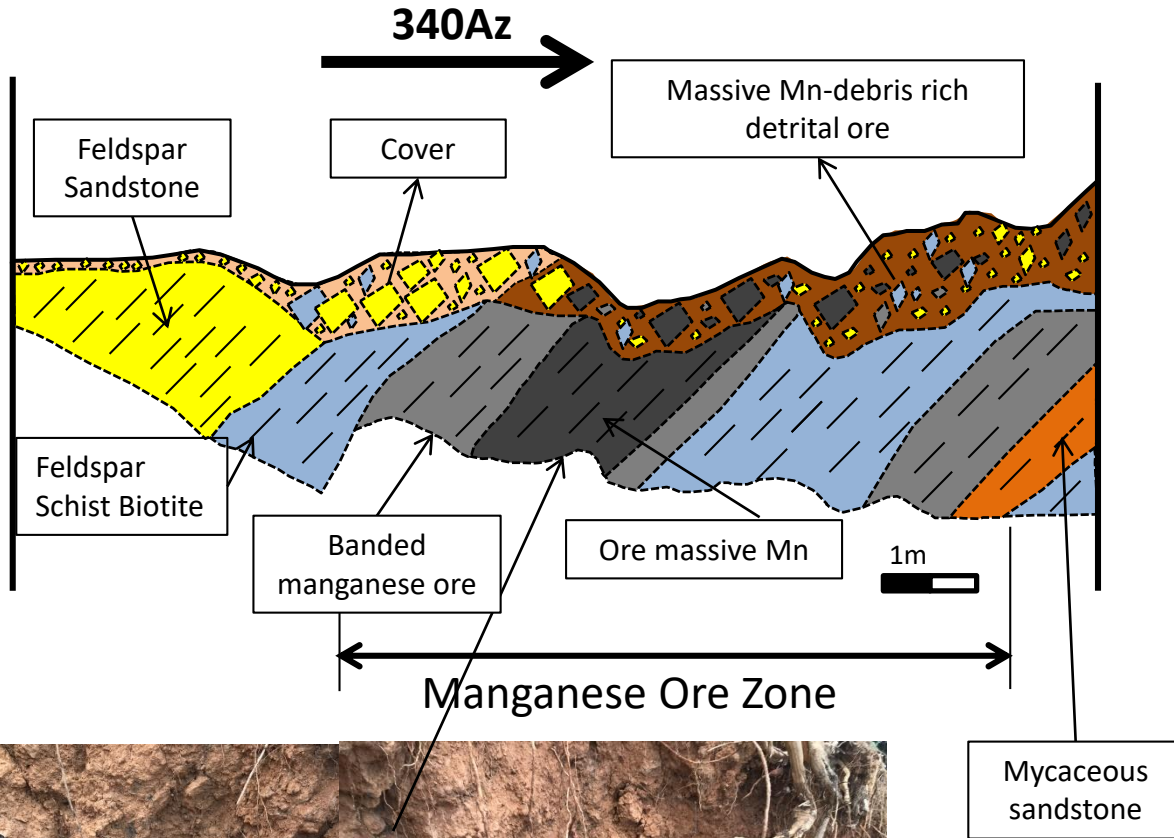 340Az
Massive Mn-debris rich
detrital ore
Feldspar
Sandstone
Cover
Feldspar
Schist Biotite
Banded
manganese ore
Ore massive Mn
1m
Manganese Ore Zone
Mycaceous
sandstone